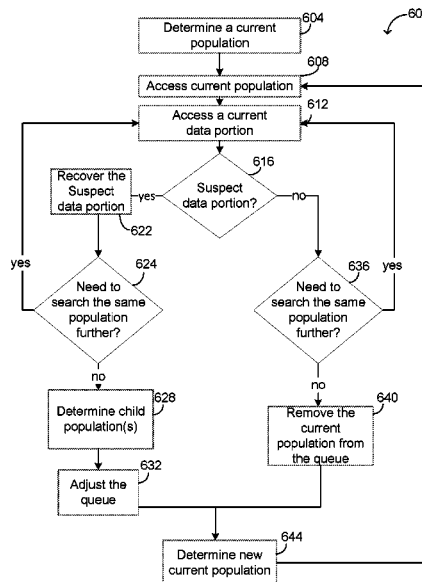 604
Determine a current
population
60
608
Access current population
612
Access a current
data portion
616
Recover the
Suspect
data portion
yes
Suspect
data portion?
no
622
yes
624
Need to
search the same
population
further?
636
Need to
search the same
population
further?
yes
no
no
628
Determine child
population(s)
640
Remove the
current
population from
the queue
632
Adjust the
queue
644
Determine new
current population